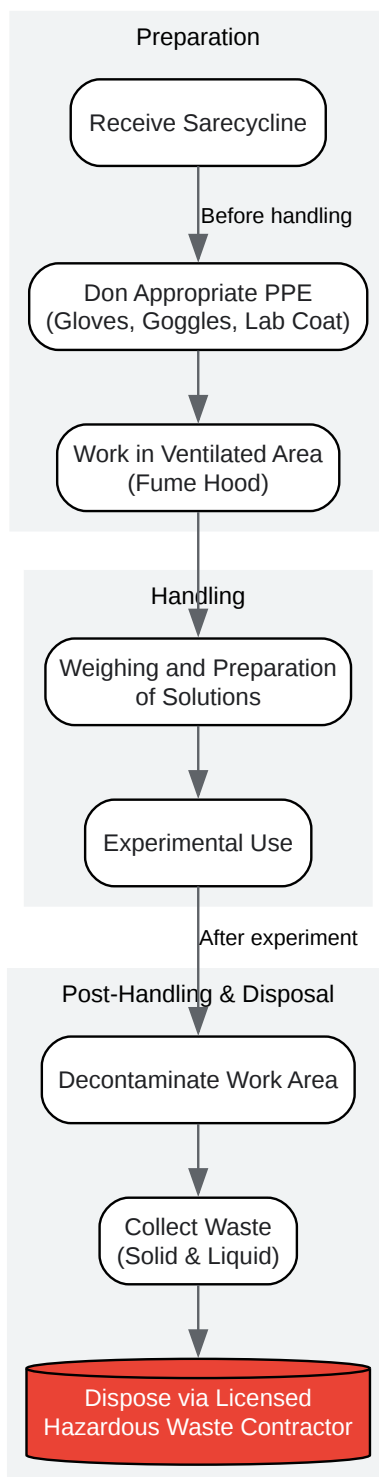 Preparation
Receive Sarecycline
Before handling
Don Appropriate PPE
(Gloves, Goggles, Lab Coat)
Work in Ventilated Area
(Fume Hood)
Handling
Weighing and Preparation
of Solutions
Experimental Use
After experiment
Post-Handling & Disposal
Decontaminate Work Area
Collect Waste
(Solid & Liquid)
Dispose via Licensed
Hazardous Waste Contractor